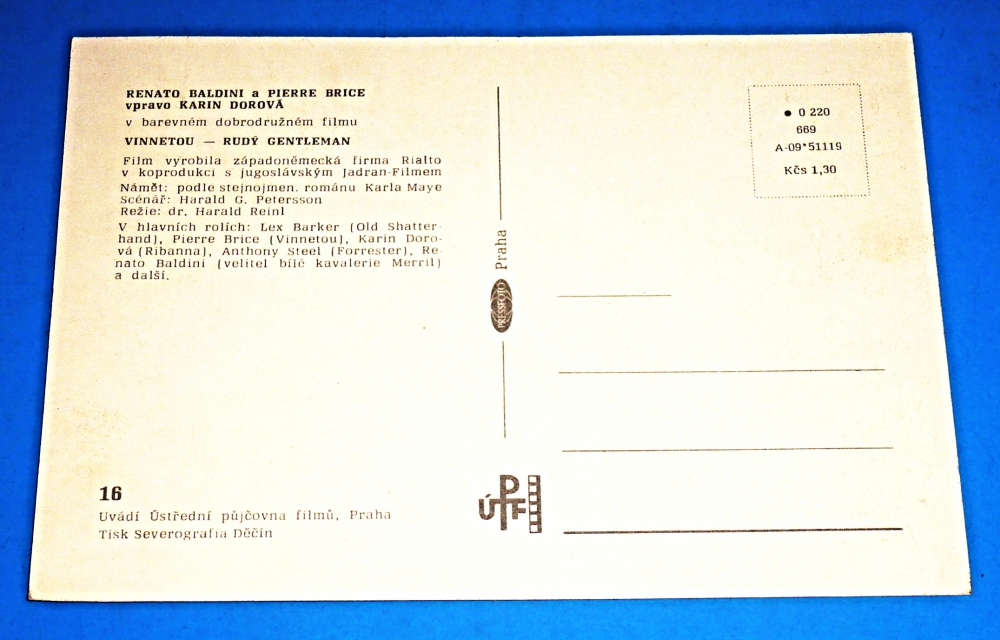 RENATO BALDINI a PIERRE BRICE
vpravo KARIN DOROVÁ
v barevném dobrodružném filmu
VINNETOU — RUDÝ GENTLEMAN
Film vyrobila západoněmecká firma Rialto
v koprodukci s jugoslávským Jadran-Filmem
Námět: podle stejnojmen. románu Karla Maye
Scénář: Harald G. Petersson
Režie: dr. Harald Reinl
V hlavních rolích: Lex Barker (Old Shatter-
hand), Pierre Brice (Vinnetou), Karin Doro-
vá (Ribanna), Anthony Steel (Forrester), Re-
nato Baldini (velitel bílé kavalerie Merril)
a další.
16
Uvádí Ústřední půjčovna filmů, Praha
Tisk Severografia Děčín
Praha
PRESSFOTO
ÚPF
● 0 220
669
A-09*51119
Kčs 1,30